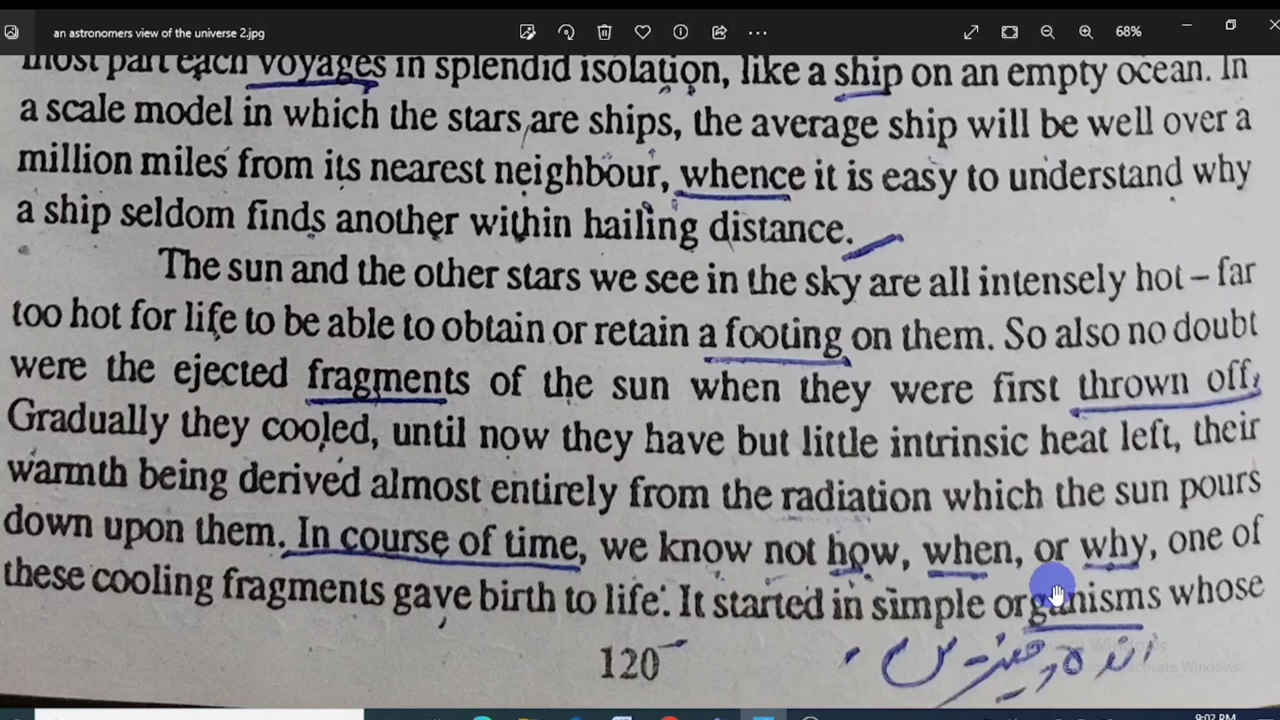 an astronomers view of the universe 2.jpg
68%
most part each voyages in splendid isolation, like a ship on an empty ocean. In
a scale model in which the stars are ships, the average ship will be well over a
million miles from its nearest neighbour, whence it is easy to understand why
a ship seldom finds another within hailing distance.
The sun and the other stars we see in the sky are all intensely hot – far
too hot for life to be able to obtain or retain a footing on them. So also no doubt
were the ejected fragments of the sun when they were first thrown off,
Gradually they cooled, until now they have but little intrinsic heat left, their
warmth being derived almost entirely from the radiation which the sun pours
down upon them. In course of time, we know not how, when, or why, one of
these cooling fragments gave birth to life. It started in simple organisms whose
120
Activate Windows
9:02 PM